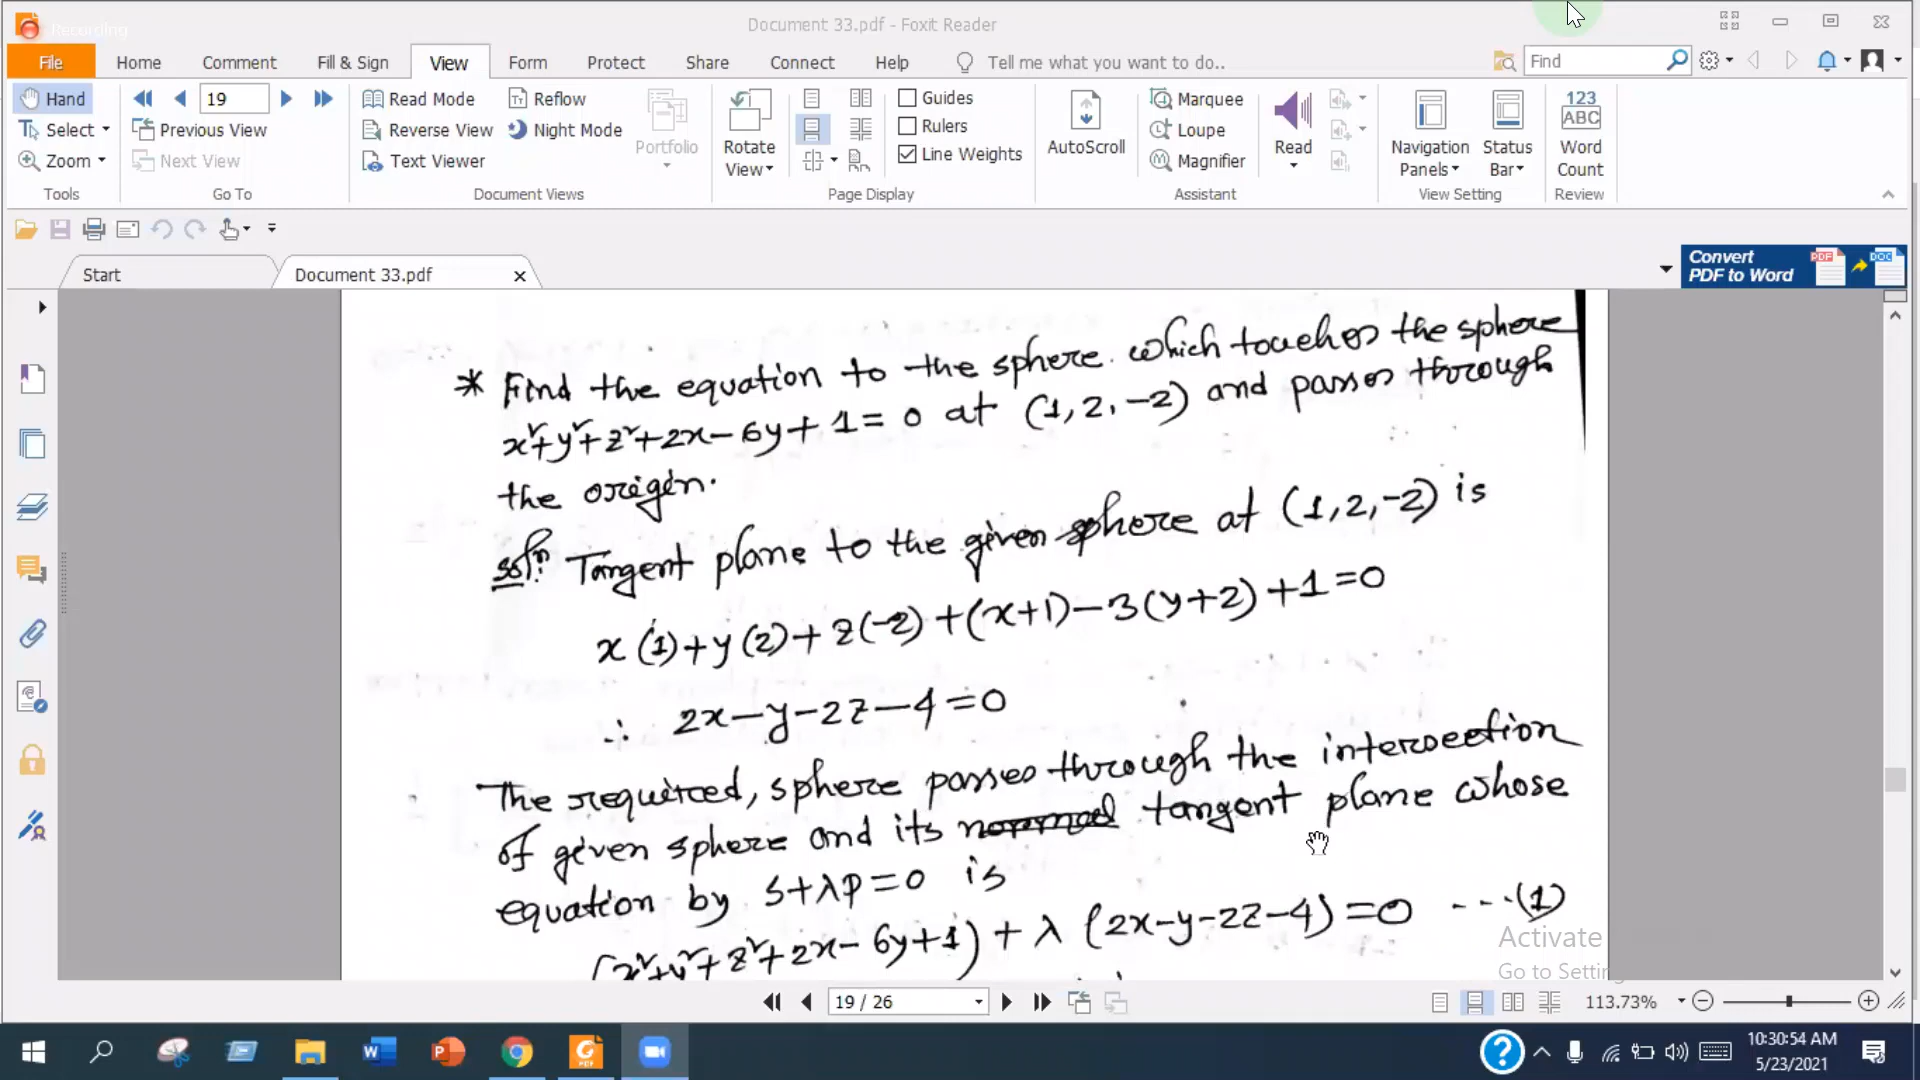 Recording
Document 33.pdf - Foxit Reader
File Home Comment Fill & Sign View Form Protect Share Connect Help Tell me what you want to do.. Find
Hand 19 Read Mode Reflow Guides Marquee 123
Select Previous View Reverse View Night Mode Portfolio Rotate View Rulers AutoScroll Loupe Read Navigation Panels Status Bar ABC Word Count
Zoom Next View Text Viewer Line Weights Magnifier
Tools Go To Document Views Page Display Assistant View Setting Review
Start Document 33.pdf
Convert PDF DOC
PDF to Word
* Find the equation to the sphere which touches the sphere
x²+y²+z²+2x-6y+1=0 at (1,2,-2) and passes through
the origin.
Solⁿ: Tangent plane to the given sphere at (1,2,-2) is
x(1)+y(2)+z(-2)+(x+1)-3(y+2)+1=0
∴ 2x-y-2z-4=0
The required, sphere passes through the intersection
of given sphere and its tangent plane whose
equation by S+λP=0 is
(x²+y²+z²+2x-6y+1)+λ(2x-y-2z-4)=0 ---(1)
Activate
Go to Settin
19 / 26 113.73%
10:30:54 AM
5/23/2021